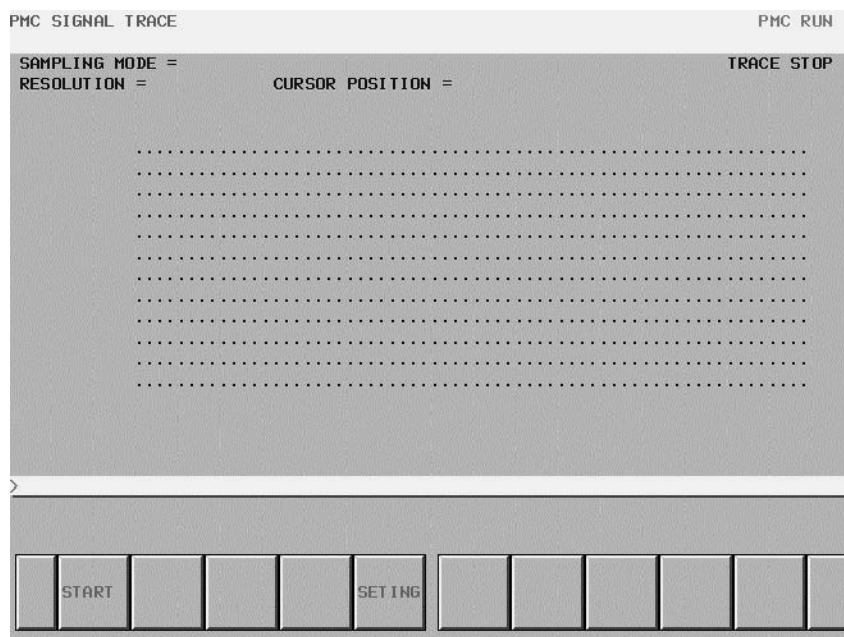 PMC SIGNAL TRACE PMC RUN
SAMPLING MODE = TRACE STOP
RESOLUTION = CURSOR POSITION =
>
START SETING